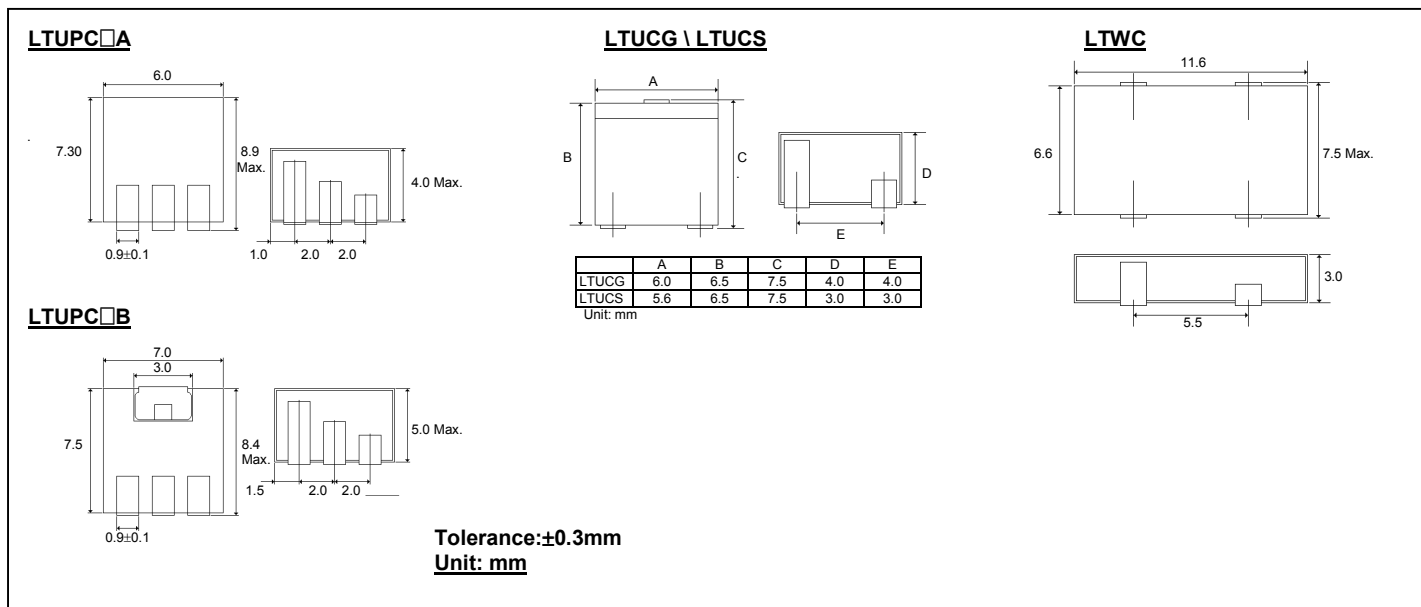 LTUPC□A
6.0
7.30
8.9
Max.
4.0 Max.
0.9±0.1
1.0
2.0
2.0
LTUPC□B
7.0
3.0
7.5
8.4
Max.
5.0 Max.
1.5
2.0
2.0
0.9±0.1
LTUCG \ LTUCS
A
B
C
D
E
A B C D E
LTUCG 6.0 6.5 7.5 4.0 4.0
LTUCS 5.6 6.5 7.5 3.0 3.0
Unit: mm
LTWC
11.6
6.6
7.5 Max.
3.0
5.5
Tolerance:±0.3mm
Unit: mm